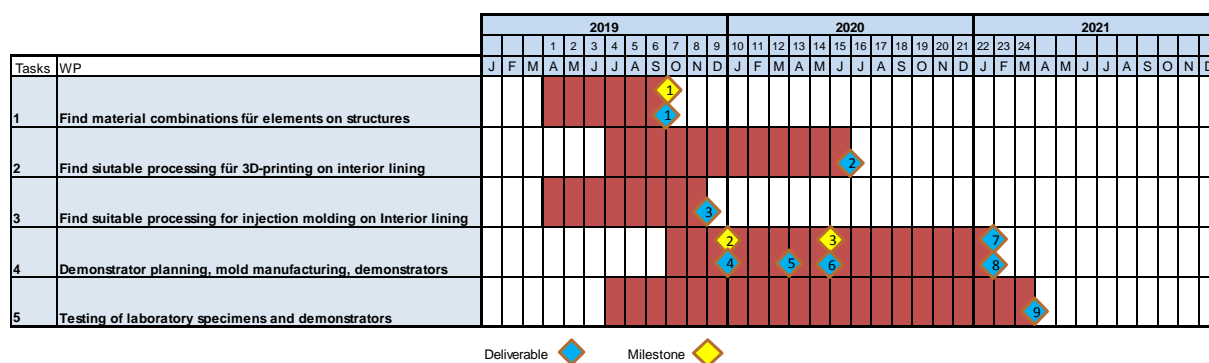 2019 2020 2021
1 2 3 4 5 6 7 8 9 10 11 12 13 14 15 16 17 18 19 20 21 22 23 24
Tasks WP J F M A M J J A S O N D J F M A M J J A S O N D J F M A M J J A S O N D
1
1 Find material combinations für elements on structures 1
2 Find siutable processing für 3D-printing on interior lining 2
3 Find suitable processing for injection molding on Interior lining 3
2 3 7
4 Demonstrator planning, mold manufacturing, demonstrators 4 5 6 8
5 Testing of laboratory specimens and demonstrators 9
Deliverable Milestone